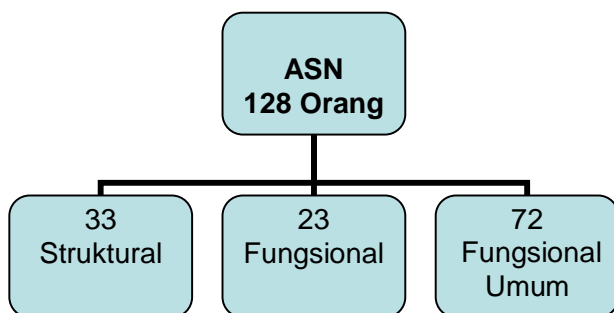 ASN
128 Orang
33
Struktural
23
Fungsional
72
Fungsional
Umum